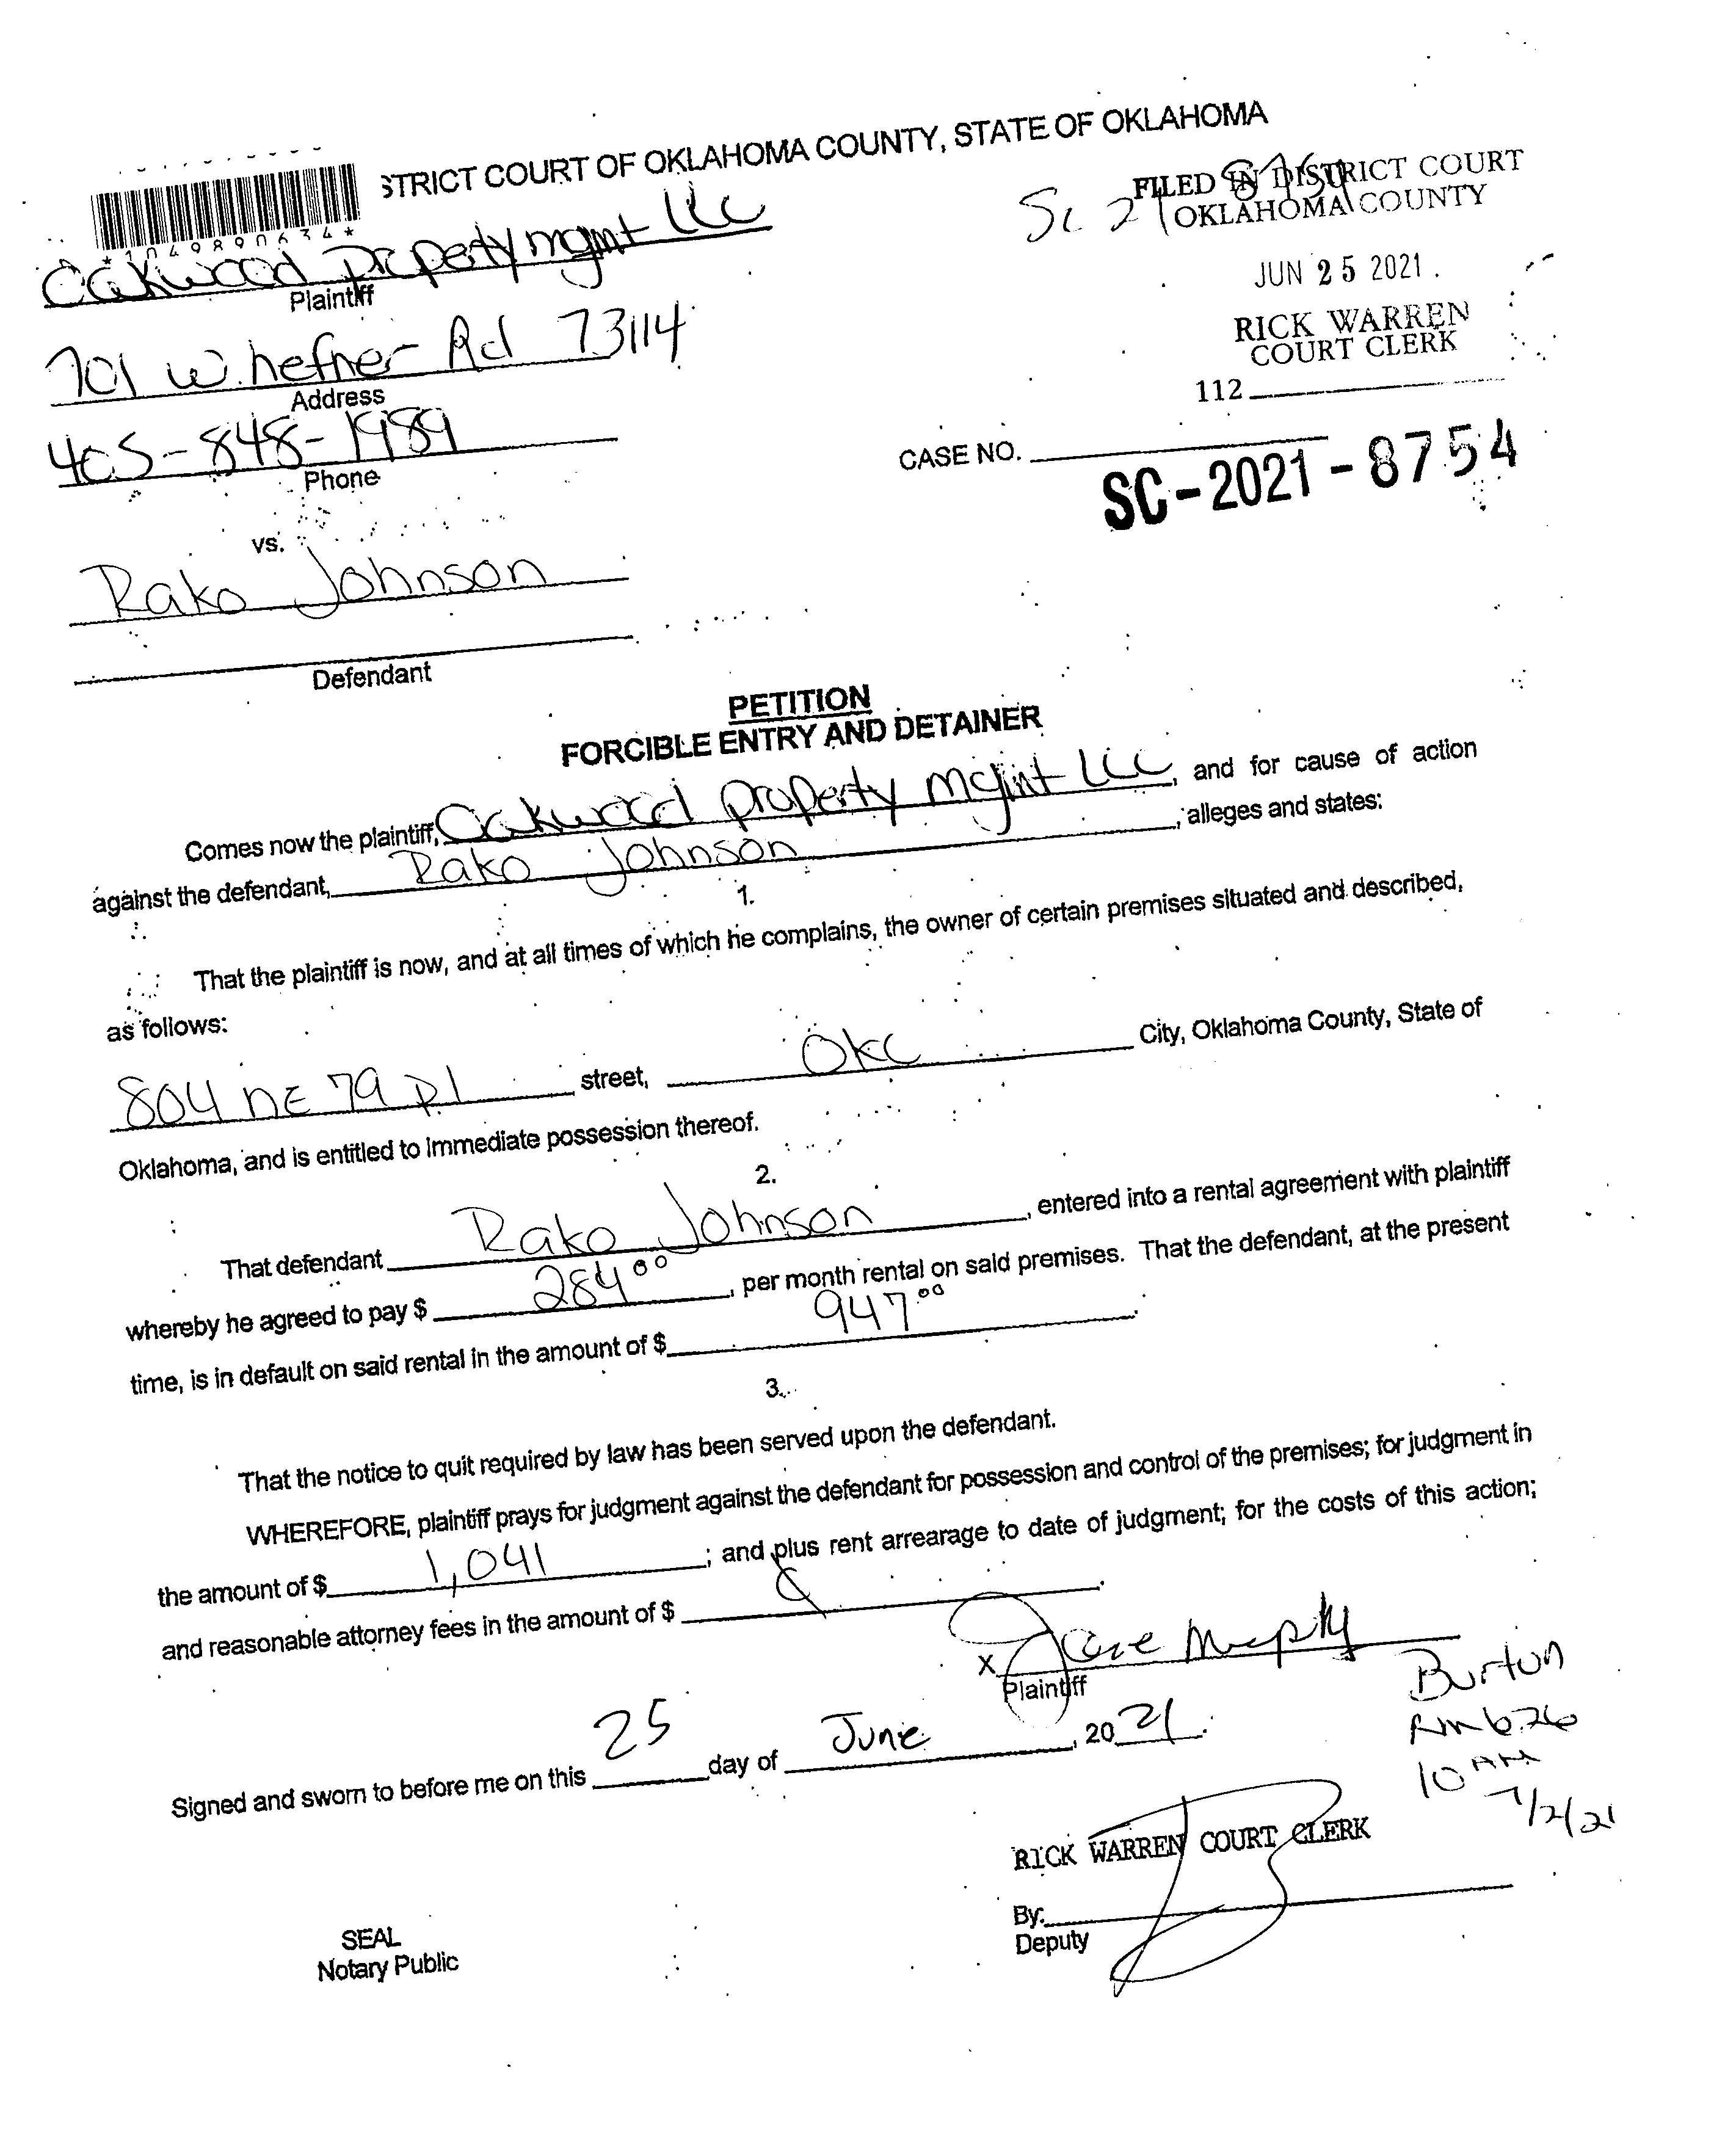 STRICT COURT OF OKLAHOMA COUNTY, STATE OF OKLAHOMA
*1049890634*
Sc 21 8754
FILED IN DISTRICT COURT
OKLAHOMA COUNTY
JUN 25 2021
RICK WARREN
COURT CLERK
112
Oakwood Property mgmt llc
Plaintiff
701 W. hefner Rd 73114
Address
405-848-1989
Phone
CASE NO.
SC-2021-8754
vs.
Rako Johnson
Defendant
PETITION
FORCIBLE ENTRY AND DETAINER
Comes now the plaintiff, Oakwood property mgmt LLC, and for cause of action
against the defendant, Rako Johnson, alleges and states:
1.
That the plaintiff is now, and at all times of which he complains, the owner of certain premises situated and described,
as follows:
804 NE 79 Pl street, OKC City, Oklahoma County, State of
Oklahoma, and is entitled to immediate possession thereof.
2.
That defendant Rako Johnson, entered into a rental agreement with plaintiff
whereby he agreed to pay $ 284 00, per month rental on said premises. That the defendant, at the present
time, is in default on said rental in the amount of $ 947.00.
3.
That the notice to quit required by law has been served upon the defendant.
WHEREFORE, plaintiff prays for judgment against the defendant for possession and control of the premises; for judgment in
the amount of $ 1,041; and plus rent arrearage to date of judgment; for the costs of this action;
and reasonable attorney fees in the amount of $
X
Plaintiff
Burton
Rm 626
10 AM
7/2/21
Signed and sworn to before me on this 25 day of June, 2021.
RICK WARREN COURT CLERK
By:
Deputy
SEAL
Notary Public